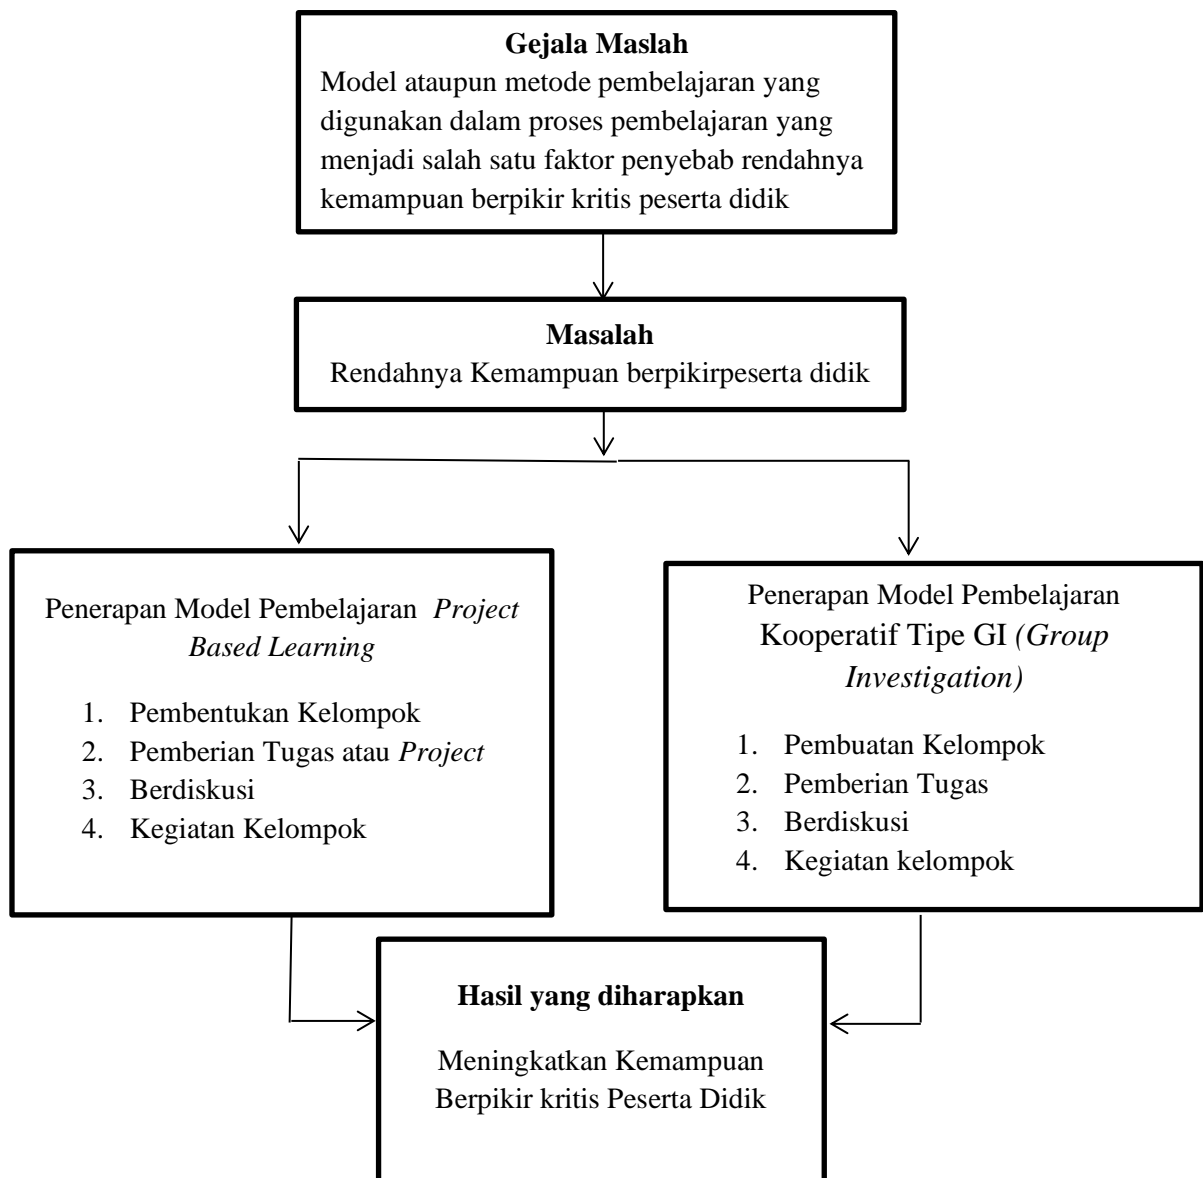 Gejala Maslah
Model ataupun metode pembelajaran yang
digunakan dalam proses pembelajaran yang
menjadi salah satu faktor penyebab rendahnya
kemampuan berpikir kritis peserta didik
Masalah
Rendahnya Kemampuan berpikirpeserta didik
Penerapan Model Pembelajaran Project
Based Learning
1. Pembentukan Kelompok
2. Pemberian Tugas atau Project
3. Berdiskusi
4. Kegiatan Kelompok
Penerapan Model Pembelajaran
Kooperatif Tipe GI (Group
Investigation)
1. Pembuatan Kelompok
2. Pemberian Tugas
3. Berdiskusi
4. Kegiatan kelompok
Hasil yang diharapkan
Meningkatkan Kemampuan
Berpikir kritis Peserta Didik